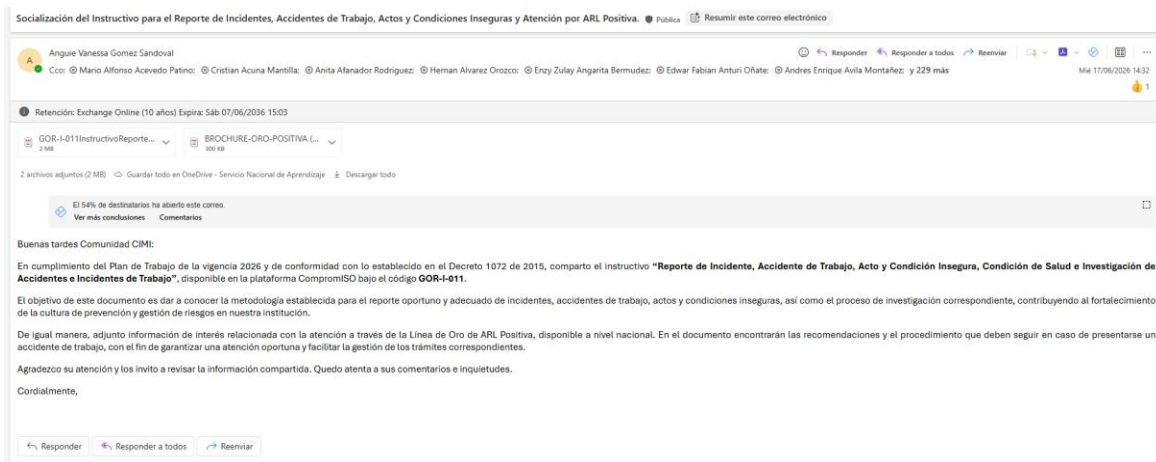 Socialización del Instructivo para el Reporte de Incidentes, Accidentes de Trabajo, Actos y Condiciones Inseguras y Atención por ARL Positiva. Pública Resumir este correo electrónico
A
Anguie Vanessa Gomez Sandoval
Responder Responder a todos Reenviar
Cco: Mario Alfonso Acevedo Patino; Cristian Acuna Mantilla; Anita Afanador Rodriguez; Hernan Alvarez Orozco; Enzy Zulay Angarita Bermudez; Edwar Fabian Anturi Oñate; Andres Enrique Avila Montañez; y 229 más
Mié 17/06/2026 14:32
👍 1
Retención: Exchange Online (10 años) Expira: Sáb 07/06/2036 15:03
GOR-I-011InstructivoReporte... BROCHURE-ORO-POSITIVA (...
2 MB 300 KB
2 archivos adjuntos (2 MB) Guardar todo en OneDrive - Servicio Nacional de Aprendizaje Descargar todo
El 54% de destinatarios ha abierto este correo.
Ver más conclusiones Comentarios
Buenas tardes Comunidad CIMI:
En cumplimiento del Plan de Trabajo de la vigencia 2026 y de conformidad con lo establecido en el Decreto 1072 de 2015, comparto el instructivo “Reporte de Incidente, Accidente de Trabajo, Acto y Condición Insegura, Condición de Salud e Investigación de
Accidentes e Incidentes de Trabajo”, disponible en la plataforma CompromISO bajo el código GOR-I-011.
El objetivo de este documento es dar a conocer la metodología establecida para el reporte oportuno y adecuado de incidentes, accidentes de trabajo, actos y condiciones inseguras, así como el proceso de investigación correspondiente, contribuyendo al fortalecimiento
de la cultura de prevención y gestión de riesgos en nuestra institución.
De igual manera, adjunto información de interés relacionada con la atención a través de la Línea de Oro de ARL Positiva, disponible a nivel nacional. En el documento encontrarán las recomendaciones y el procedimiento que deben seguir en caso de presentarse un
accidente de trabajo, con el fin de garantizar una atención oportuna y facilitar la gestión de los trámites correspondientes.
Agradezco su atención y los invito a revisar la información compartida. Quedo atenta a sus comentarios e inquietudes.
Cordialmente,
Responder Responder a todos Reenviar